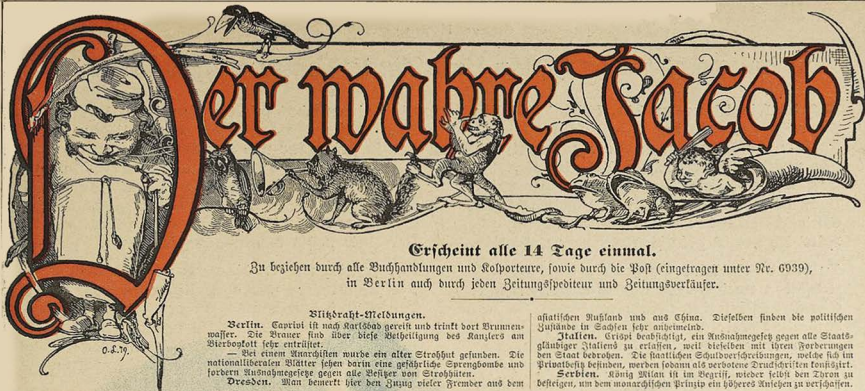 Der wahre Jacob
Erscheint alle 14 Tage einmal.
Zu beziehen durch alle Buchhandlungen und Kolporteure, sowie durch die Post (eingetragen unter Nr. 6939),
in Berlin auch durch jeden Zeitungsspediteur und Zeitungsverkäufer.
Blitzdraht-Meldungen.
Berlin. Caprivi ist nach Karlsbad gereist und trinkt dort Brunnen-
wasser. Die Brauer sind über diese Betheiligung des Kanzlers am
Bierboykott sehr entrüstet.
— Bei einem Anarchisten wurde ein alter Strohhut gefunden. Die
nationalliberalen Blätter sehen darin eine gefährliche Sprengbombe und
fordern Ausnahmegesetze gegen alle Besitzer von Strohhüten.
Dresden. Man bemerkt hier den Zuzug vieler Fremder aus dem
asiatischen Rußland und aus China. Dieselben finden die politischen
Zustände in Sachsen sehr anheimelnd.
Italien. Crispi beabsichtigt, ein Ausnahmegesetz gegen alle Staats-
gläubiger Italiens zu erlassen, weil dieselben mit ihren Forderungen
den Staat bedrohen. Die staatlichen Schuldverschreibungen, welche sich im
Privatbesitz befinden, werden sodann als verbotene Druckschriften konfiszirt.
Serbien. König Milan ist im Begriff, wieder selbst den Thron zu
besteigen, um dem monarchischen Prinzip ein höheres Ansehen zu verschaffen.